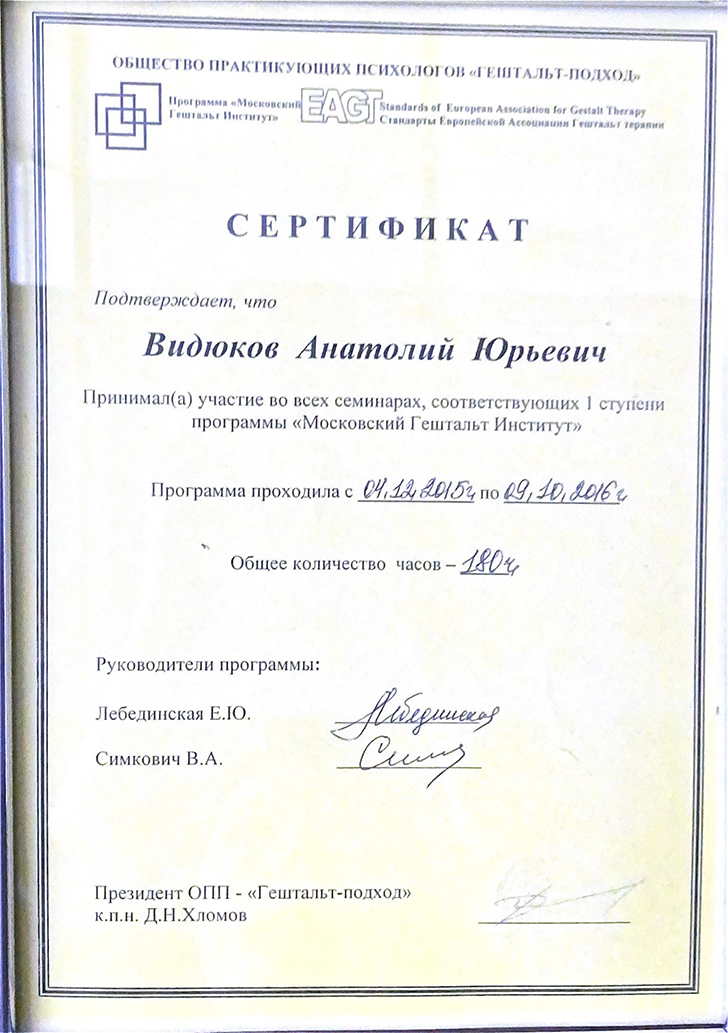 ОБЩЕСТВО ПРАКТИКУЮЩИХ ПСИХОЛОГОВ «ГЕШТАЛЬТ-ПОДХОД»
Программа «Московский
Гештальт Институт»
EAGT
Standards of European Association for Gestalt Therapy
Стандарты Европейской Ассоциации Гештальт терапии
СЕРТИФИКАТ
Подтверждает, что
Видюков Анатолий Юрьевич
Принимал(а) участие во всех семинарах, соответствующих 1 ступени
программы «Московский Гештальт Институт»
Программа проходила с 04.12.2015г по 09.10.2016г
Общее количество часов – 180ч
Руководители программы:
Лебединская Е.Ю. Лебединская
Симкович В.А.
Президент ОПП - «Гештальт-подход»
к.п.н. Д.Н.Хломов